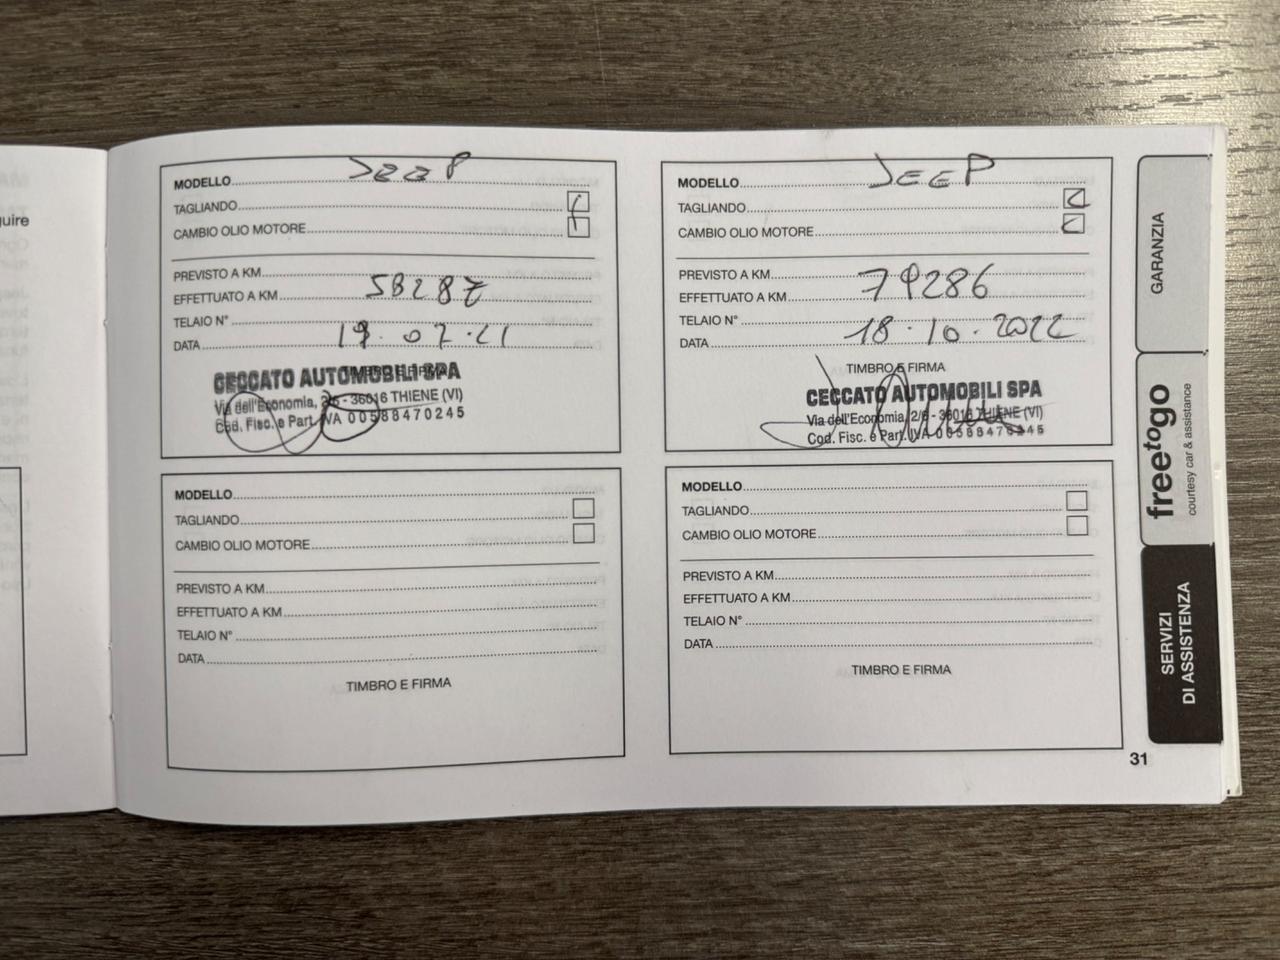 guire
MODELLO JEEP
TAGLIANDO
CAMBIO OLIO MOTORE
PREVISTO A KM
EFFETTUATO A KM 58287
TELAIO N°
DATA 19.07.21
TIMBRO E FIRMA
CECCATO AUTOMOBILI SPA
Via dell'Economia, 2/6 - 36016 THIENE (VI)
Cod. Fisc. e Part. IVA 00588470245
MODELLO JEEP
TAGLIANDO
CAMBIO OLIO MOTORE
PREVISTO A KM
EFFETTUATO A KM 79286
TELAIO N°
DATA 18.10.2022
TIMBRO E FIRMA
CECCATO AUTOMOBILI SPA
Via dell'Economia, 2/6 - 36016 THIENE (VI)
Cod. Fisc. e Part. IVA 00588470245
MODELLO
TAGLIANDO
CAMBIO OLIO MOTORE
PREVISTO A KM
EFFETTUATO A KM
TELAIO N°
DATA
TIMBRO E FIRMA
MODELLO
TAGLIANDO
CAMBIO OLIO MOTORE
PREVISTO A KM
EFFETTUATO A KM
TELAIO N°
DATA
TIMBRO E FIRMA
GARANZIA
freetogo
courtesy car & assistance
SERVIZI
DI ASSISTENZA
31